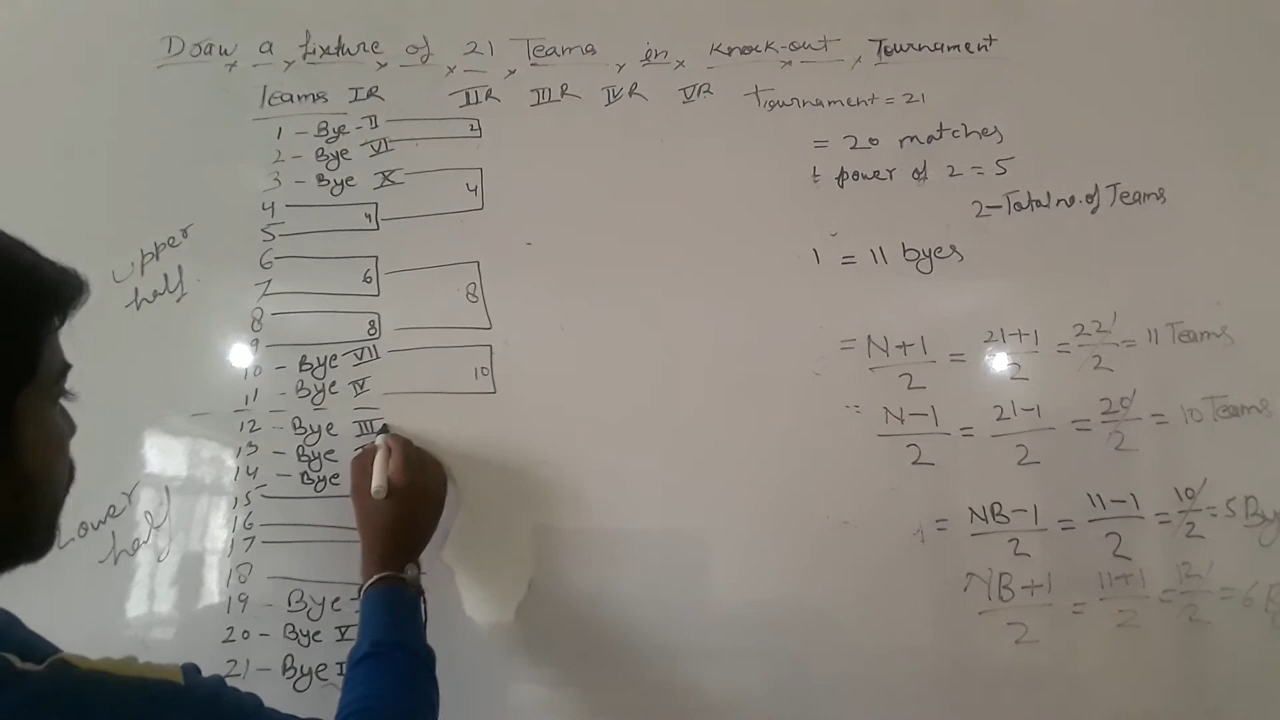 Draw a fixture of 21 Teams in Knock-out Tournament
Teams IR IIR IIIR IVR VR Tournament = 21
1 - Bye - II 2
2 - Bye VI
3 - Bye X 4
4
5 4
6
7 6
8 8
8
9
10 - Bye VII
11 - Bye IV 10
12 - Bye III
13 - Bye
14 - Bye
15
16
17
18
19 - Bye
20 - Bye V
21 - Bye I
upper half
Lower half
= 20 matches
t power of 2 = 5
2 - Total no. of Teams
= 11 byes
= N+1/2 = 21+1/2 = 22/2 = 11 Teams
N-1/2 = 21-1/2 = 20/2 = 10 Teams
= NB-1/2 = 11-1/2 = 10/2 = 5 By
NB+1/2 = 11+1/2 = 12/2 = 6 B